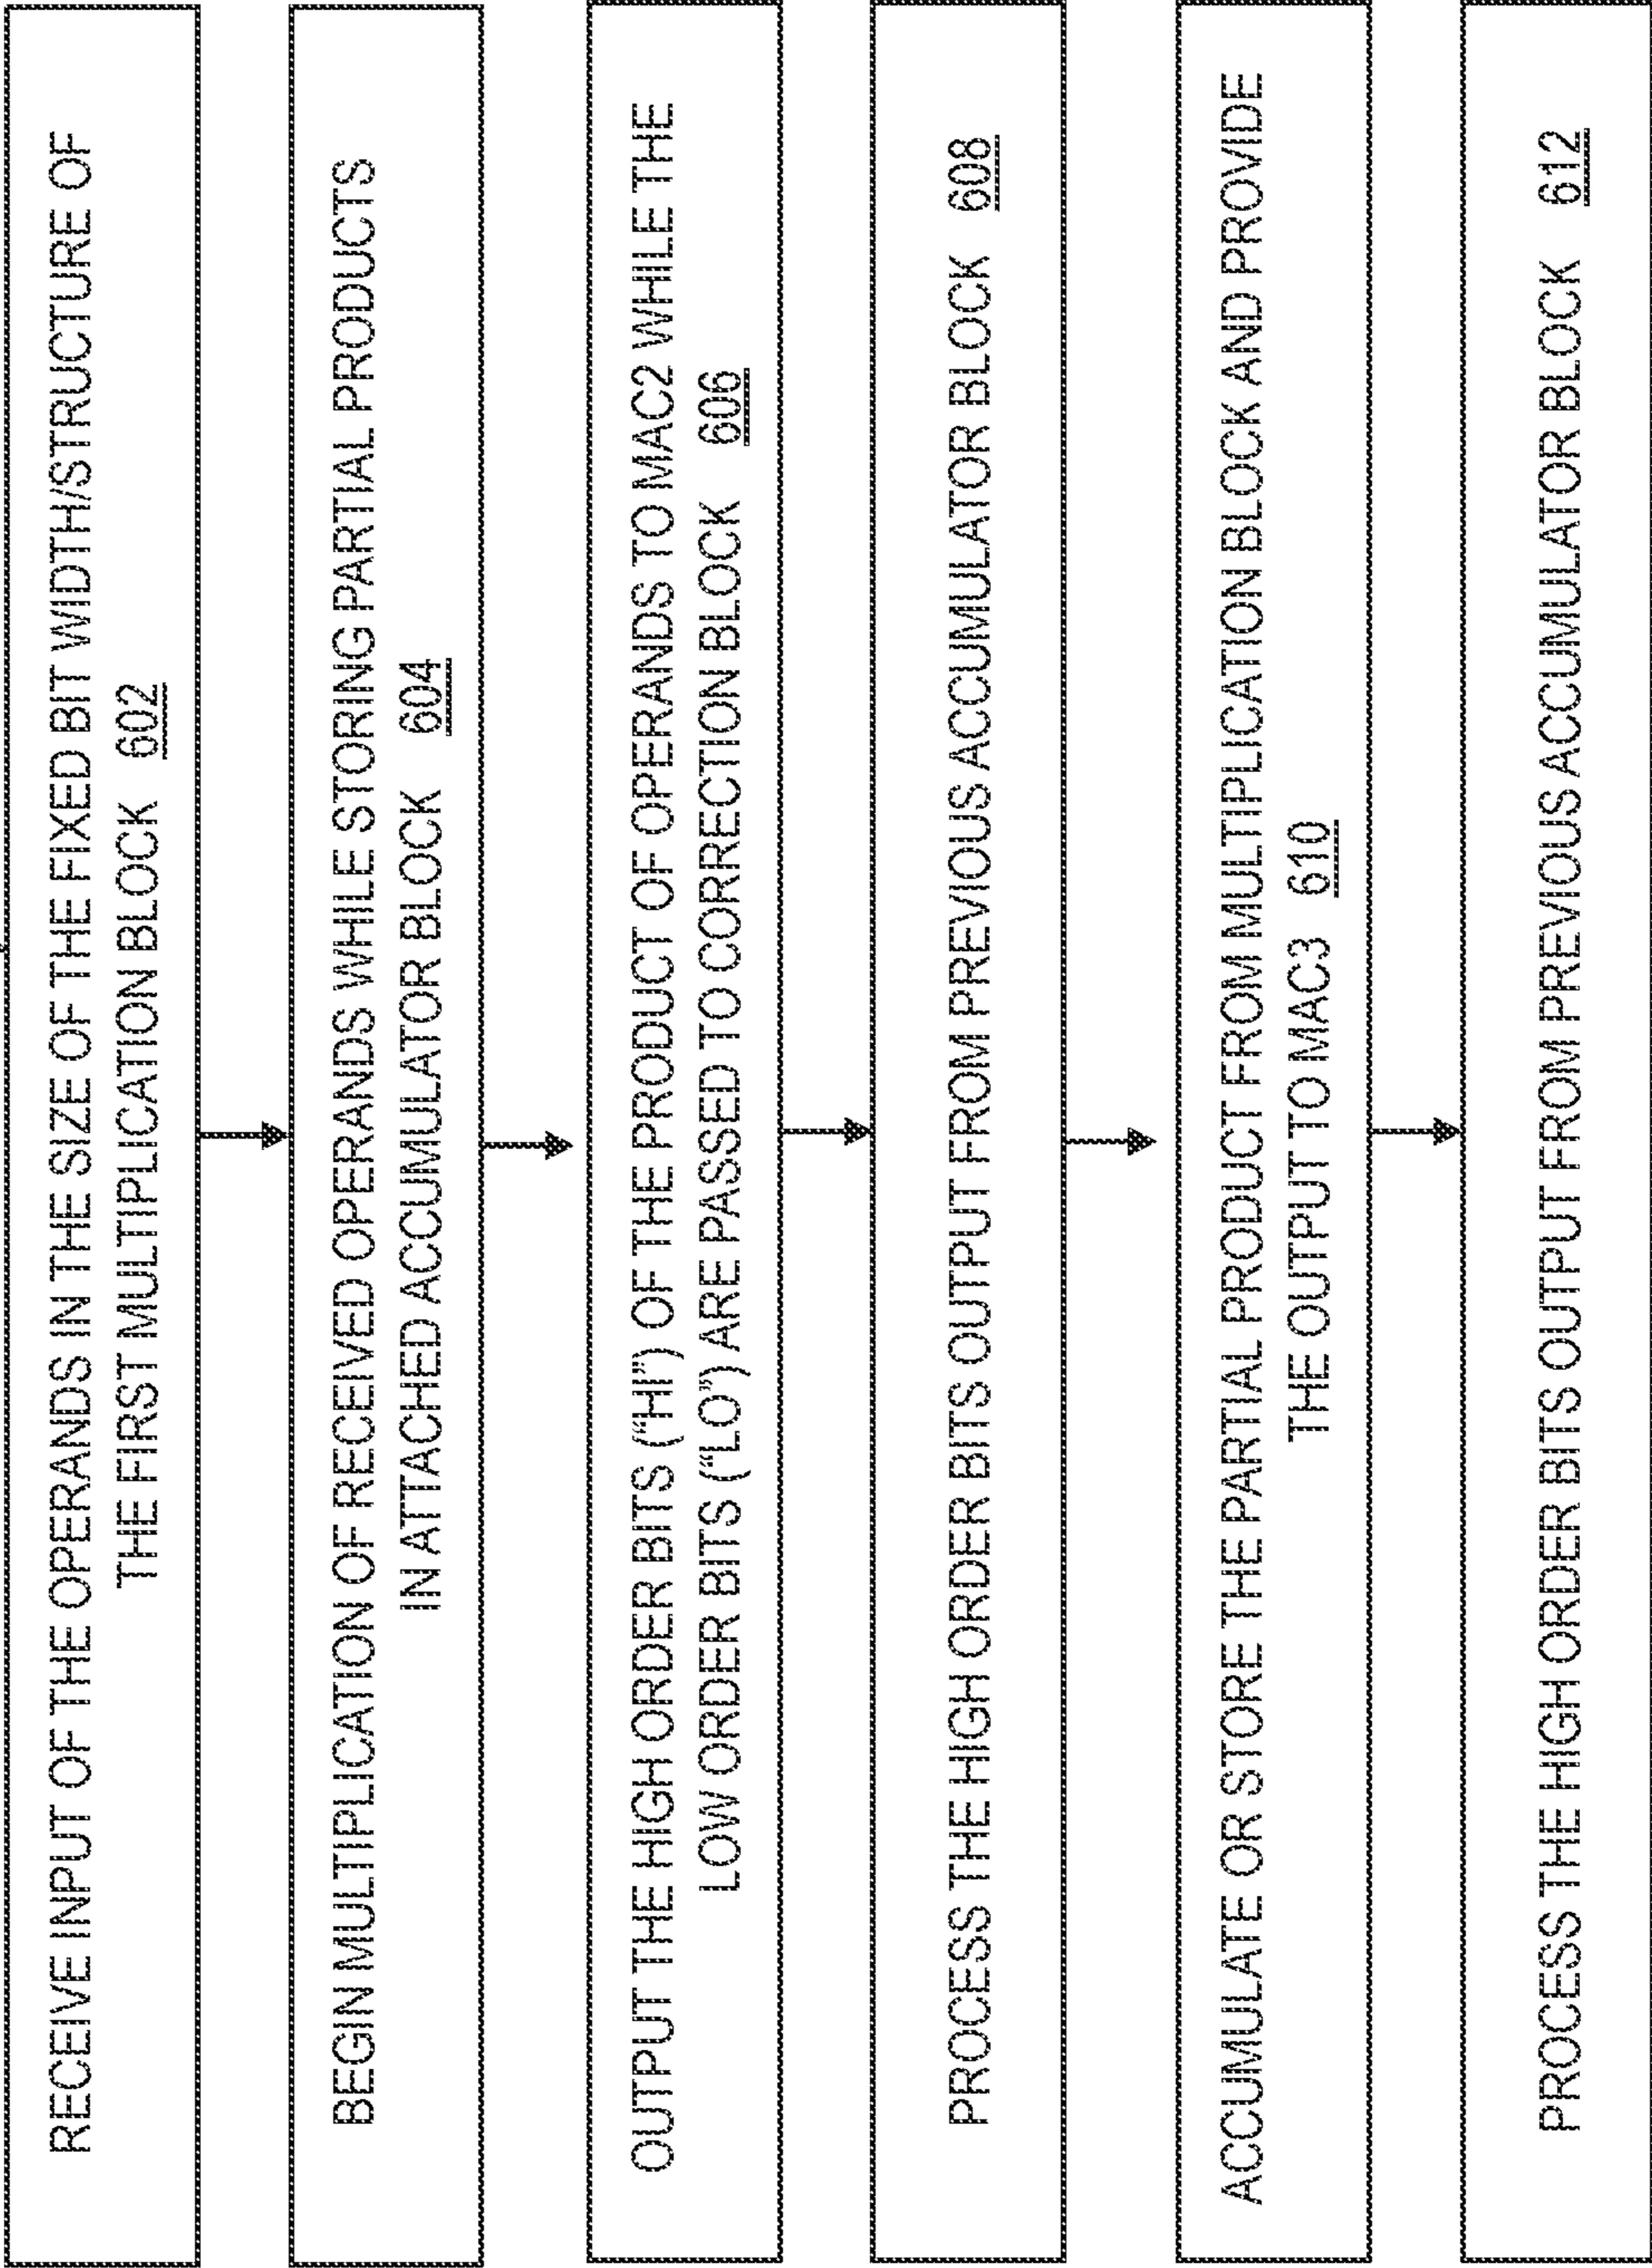 RECEIVE INPUT OF THE OPERANDS IN THE SIZE OF THE FIXED BIT WIDTH/STRUCTURE OF
THE FIRST MULTIPLICATION BLOCK 602
BEGIN MULTIPLICATION OF RECEIVED OPERANDS WHILE STORING PARTIAL PRODUCTS
IN ATTACHED ACCUMULATOR BLOCK 604
OUTPUT THE HIGH ORDER BITS (“HI”) OF THE PRODUCT OF OPERANDS TO MAC2 WHILE THE
LOW ORDER BITS (“LO”) ARE PASSED TO CORRECTION BLOCK 606
PROCESS THE HIGH ORDER BITS OUTPUT FROM PREVIOUS ACCUMULATOR BLOCK 608
ACCUMULATE OR STORE THE PARTIAL PRODUCT FROM MULTIPLICATION BLOCK AND PROVIDE
THE OUTPUT TO MAC3 610
PROCESS THE HIGH ORDER BITS OUTPUT FROM PREVIOUS ACCUMULATOR BLOCK 612